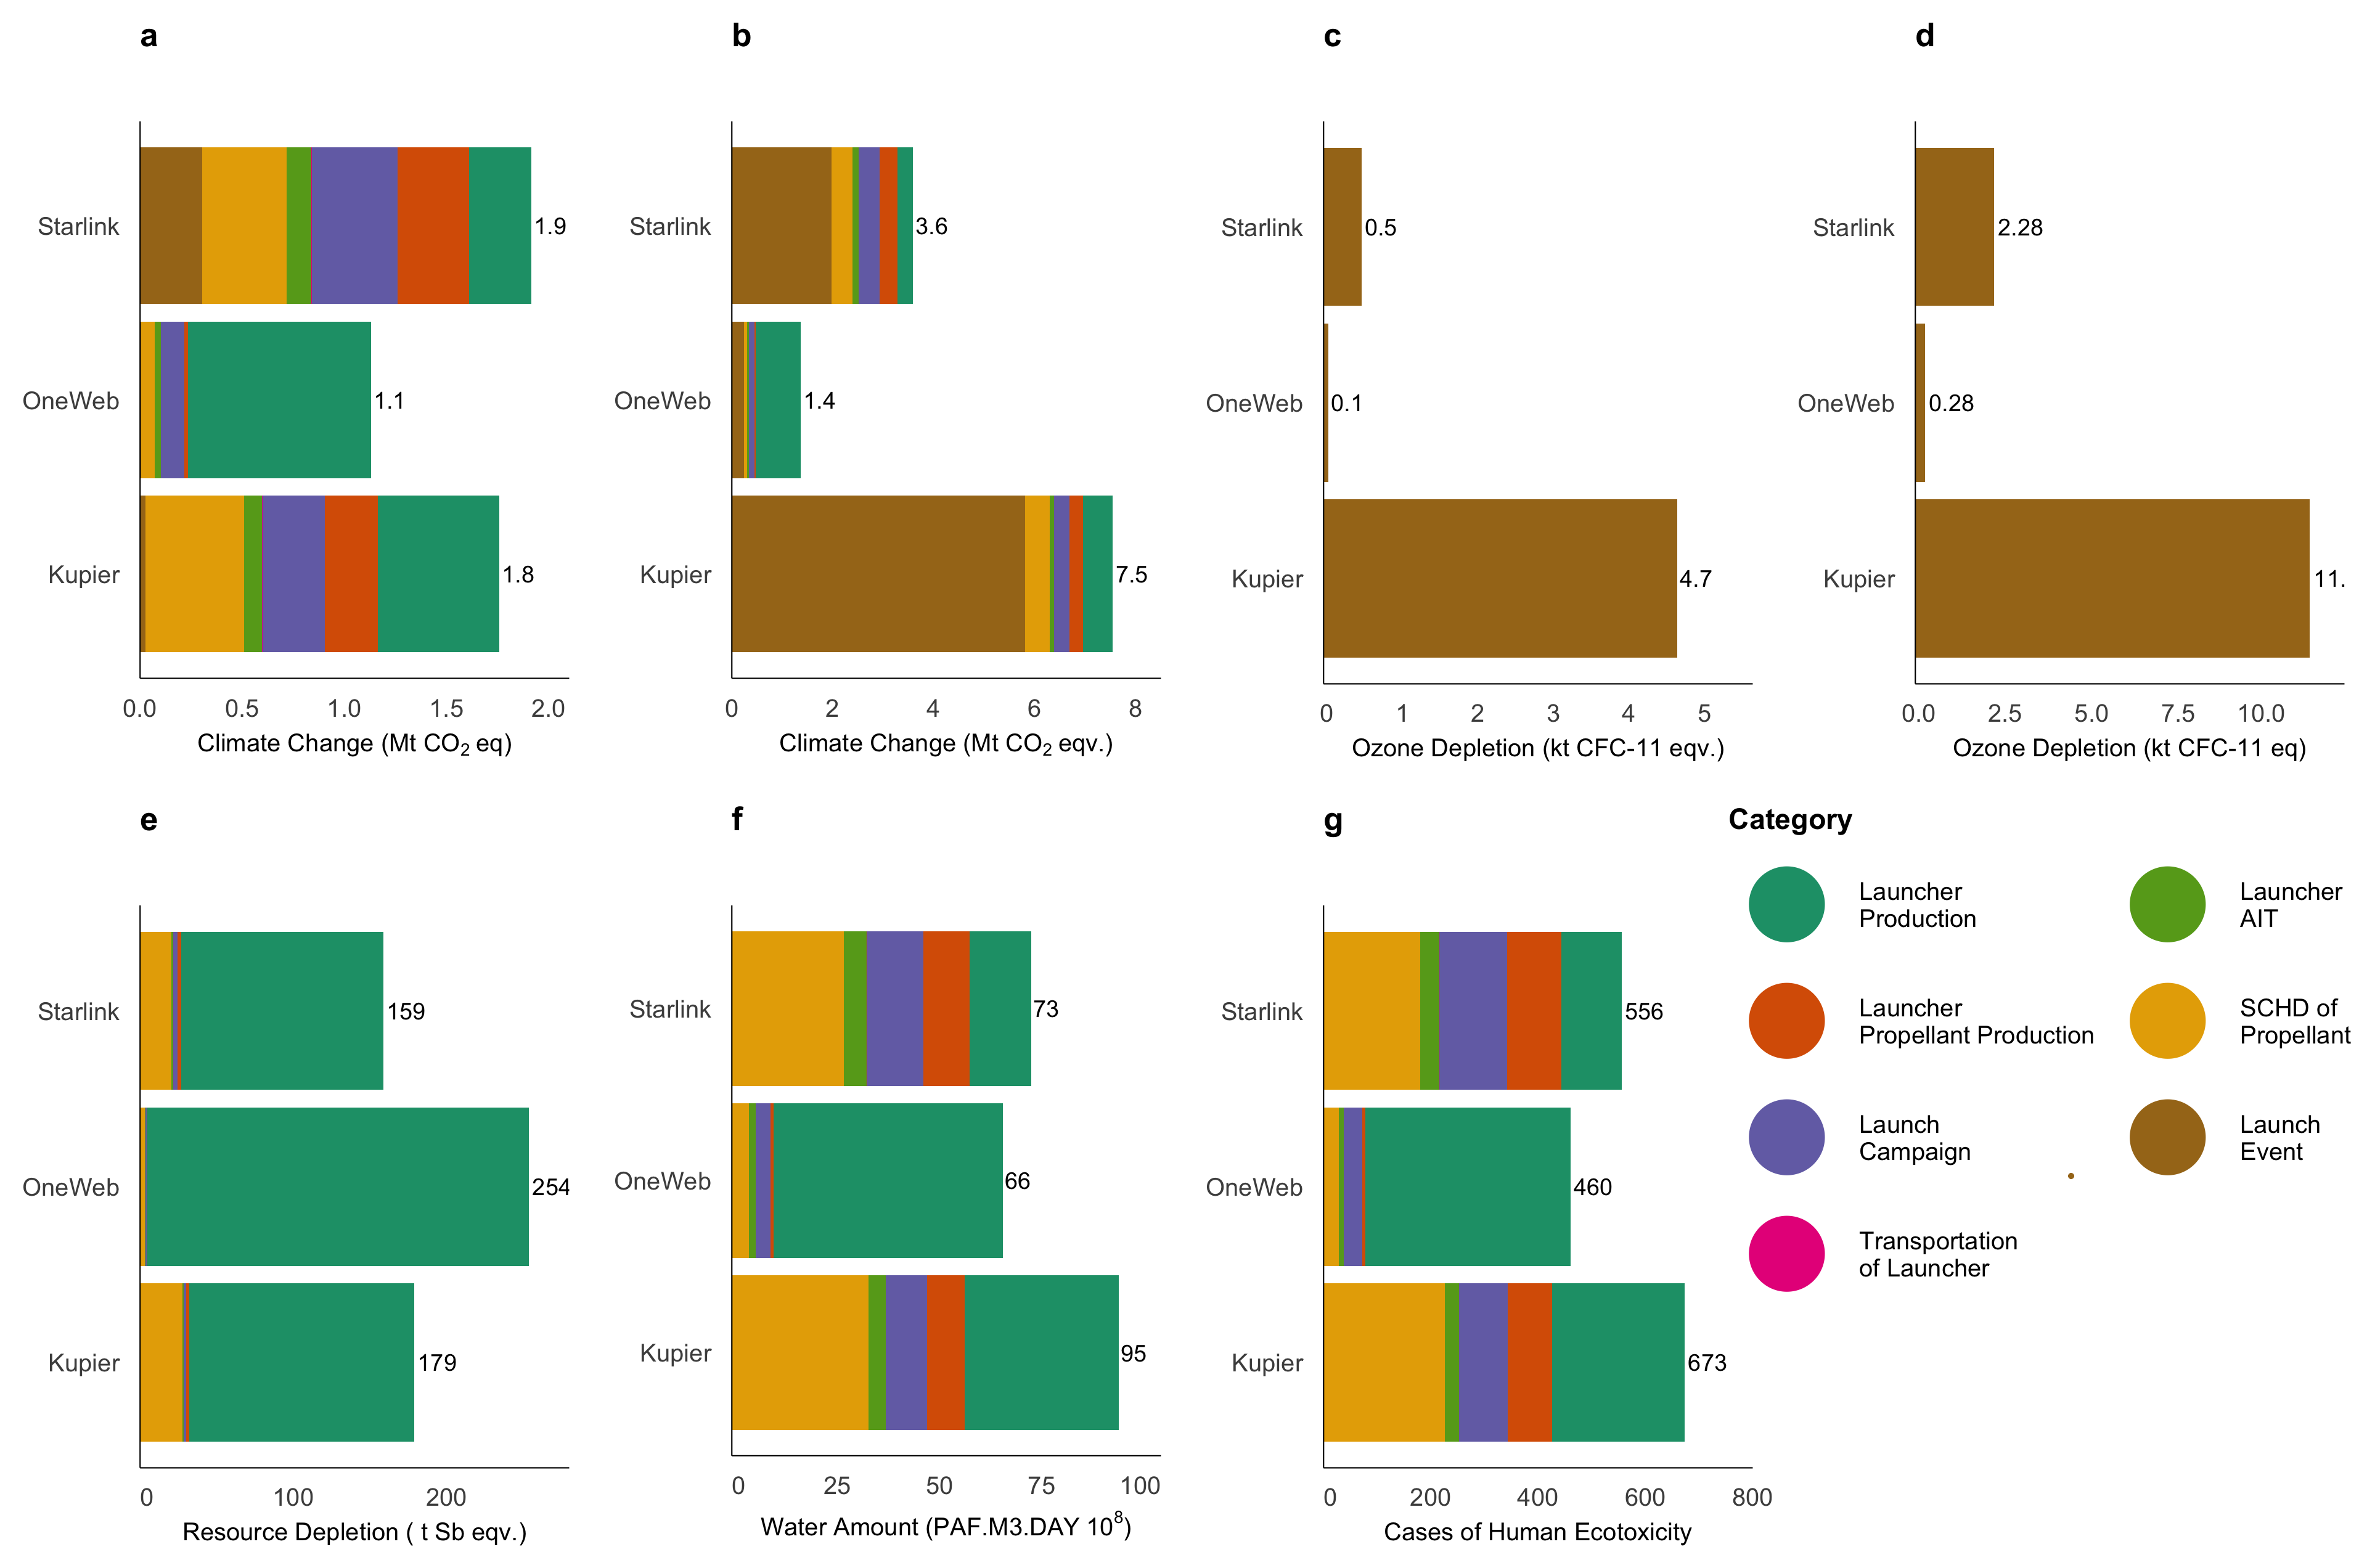 a
Starlink
1.9
OneWeb
1.1
Kupier
1.8
0.0 0.5 1.0 1.5 2.0
Climate Change (Mt CO₂ eq)
b
Starlink
3.6
OneWeb
1.4
Kupier
7.5
0 2 4 6 8
Climate Change (Mt CO₂ eqv.)
c
Starlink
0.5
OneWeb
0.1
Kupier
4.7
0 1 2 3 4 5
Ozone Depletion (kt CFC-11 eqv.)
d
Starlink
2.28
OneWeb
0.28
Kupier
11.
0.0 2.5 5.0 7.5 10.0
Ozone Depletion (kt CFC-11 eq)
e
Starlink
159
OneWeb
254
Kupier
179
0 100 200
Resource Depletion ( t Sb eqv.)
f
Starlink
73
OneWeb
66
Kupier
95
0 25 50 75 100
Water Amount (PAF.M3.DAY 10⁸)
g
Starlink
556
OneWeb
460
Kupier
673
0 200 400 600 800
Cases of Human Ecotoxicity
Category
Launcher
Production
Launcher
Propellant Production
Launch
Campaign
Transportation
of Launcher
Launcher
AIT
SCHD of
Propellant
Launch
Event